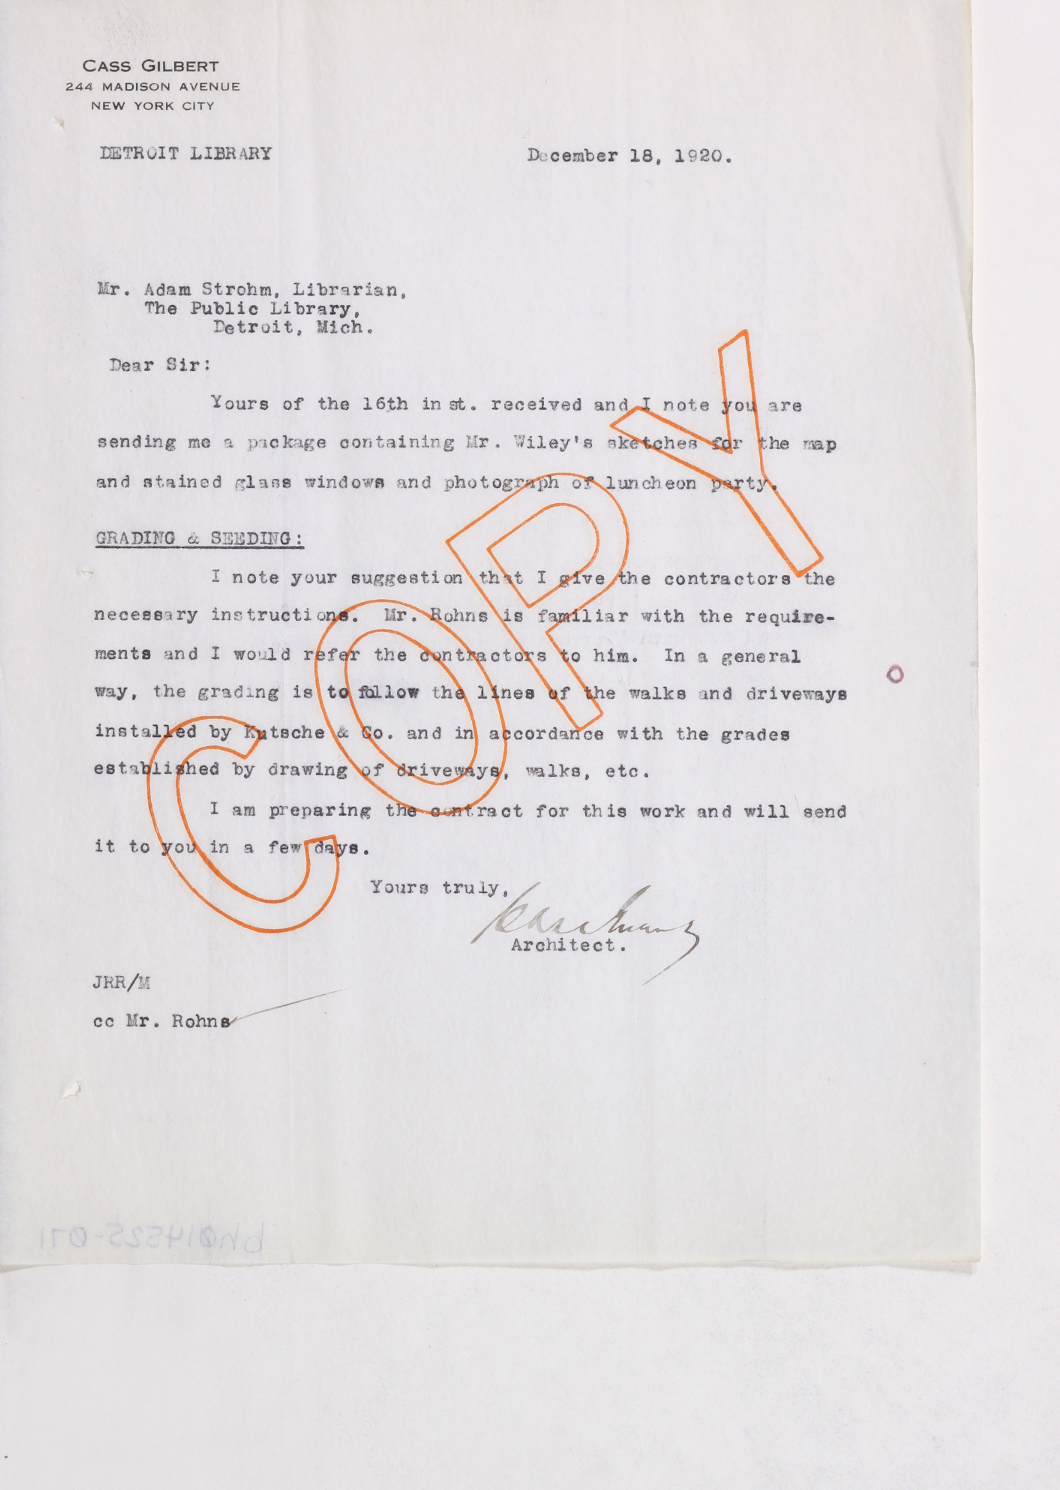 CASS GILBERT
244 MADISON AVENUE
NEW YORK CITY
DETROIT LIBRARY
December 18, 1920.
Mr. Adam Strohm, Librarian,
The Public Library,
Detroit, Mich.
Dear Sir:
Yours of the 16th inst. received and I note you are
sending me a package containing Mr. Wiley's sketches for the map
and stained glass windows and photograph of luncheon party.
GRADING & SEEDING:
I note your suggestion that I give the contractors the
necessary instructions. Mr. Rohns is familiar with the require-
ments and I would refer the contractors to him. In a general
way, the grading is to follow the lines of the walks and driveways
installed by Kutsche & Co. and in accordance with the grades
established by drawing of driveways, walks, etc.
I am preparing the contract for this work and will send
it to you in a few days.
Yours truly,
Architect.
JRR/M
cc Mr. Rohns
COPY